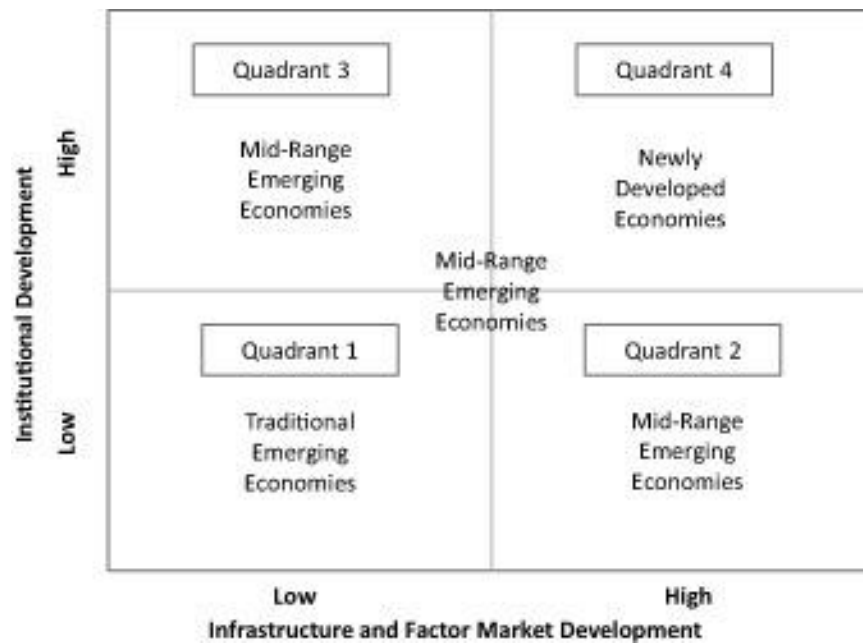 Quadrant 3
Quadrant 4
Mid-Range
Emerging
Economies
Newly
Developed
Economies
High
Institutional Development
Mid-Range
Emerging
Economies
Quadrant 1
Quadrant 2
Traditional
Emerging
Economies
Mid-Range
Emerging
Economies
Low
Low
High
Infrastructure and Factor Market Development